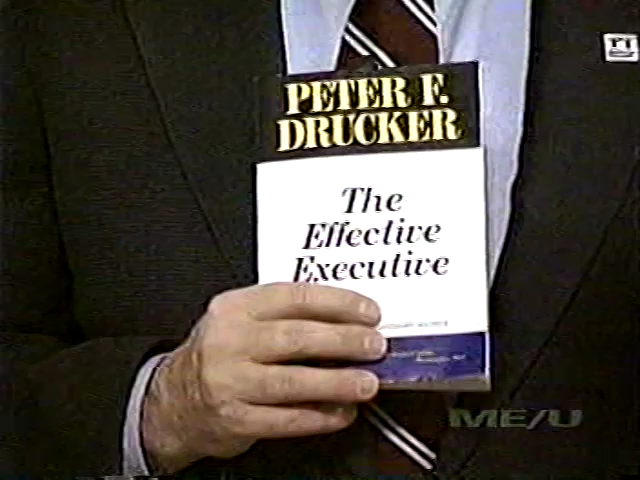 PETER F.
DRUCKER
The
Effective
Executive
ME/U